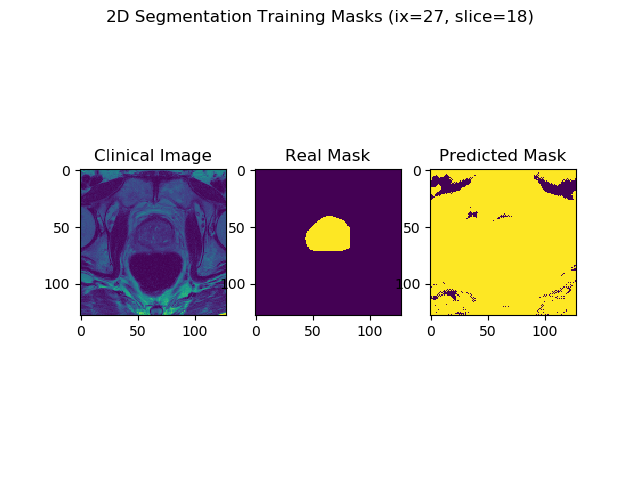 2D Segmentation Training Masks (ix=27, slice=18)
Clinical Image Real Mask Predicted Mask
0 0 0
50 50 50
100 100 100
0 50 100 0 50 100 0 50 100